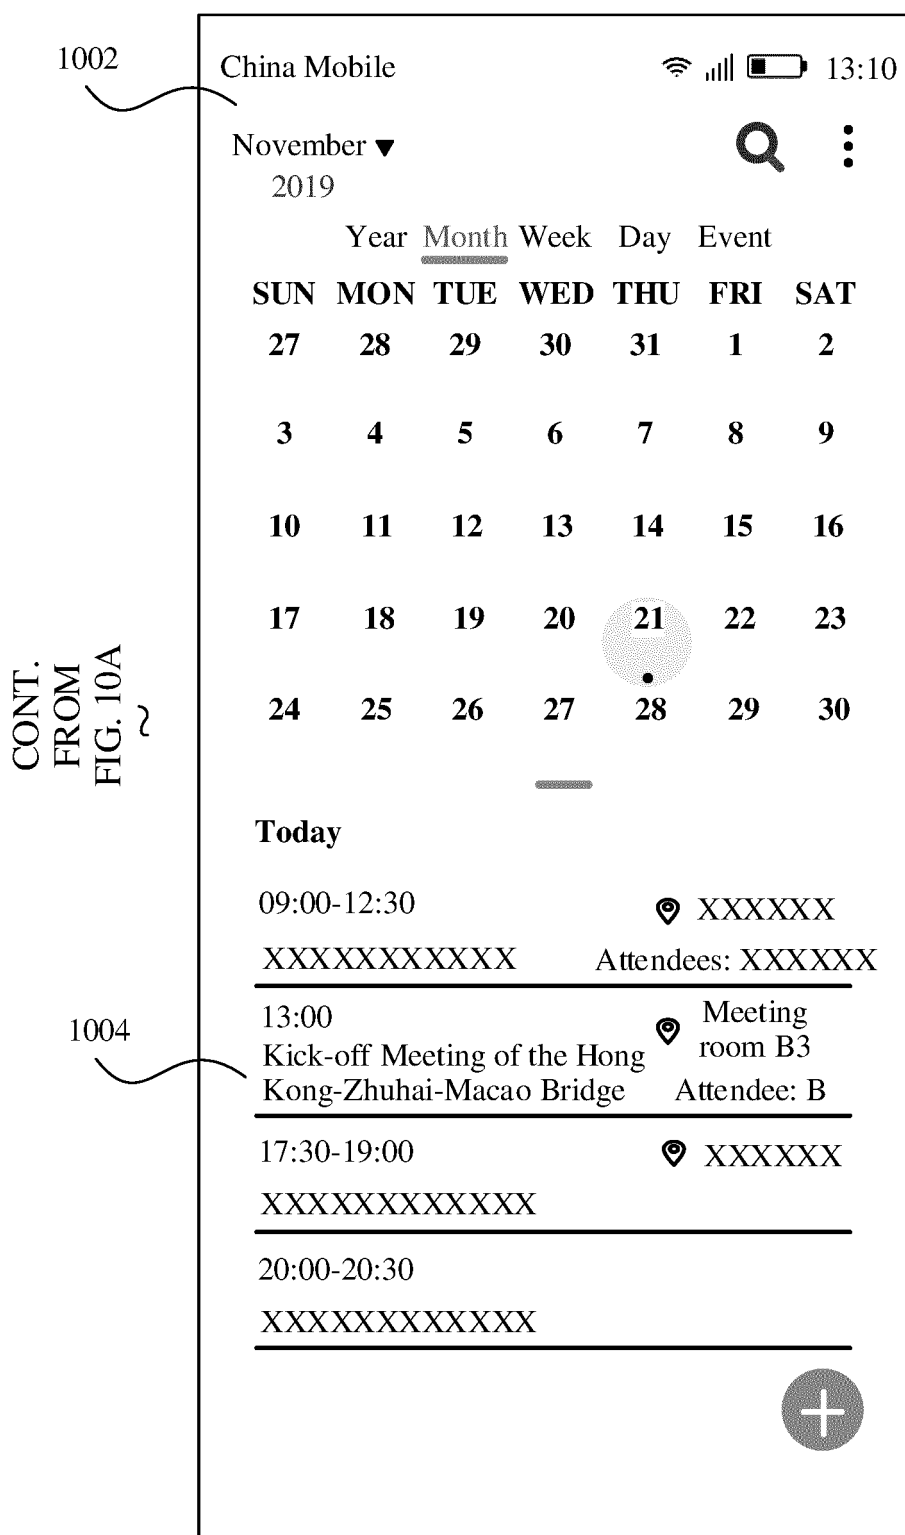 1002
China Mobile 13:10
November
2019
Year Month Week Day Event
SUN MON TUE WED THU FRI SAT
27 28 29 30 31 1 2
3 4 5 6 7 8 9
10 11 12 13 14 15 16
17 18 19 20 21 22 23
24 25 26 27 28 29 30
CONT.
FROM
FIG. 10A
Today
09:00-12:30 XXXXXX
XXXXXXXXXXX Attendees: XXXXXX
1004
13:00 Meeting
room B3
Kick-off Meeting of the Hong
Kong-Zhuhai-Macao Bridge Attendee: B
17:30-19:00 XXXXXX
XXXXXXXXXXXX
20:00-20:30
XXXXXXXXXXXX